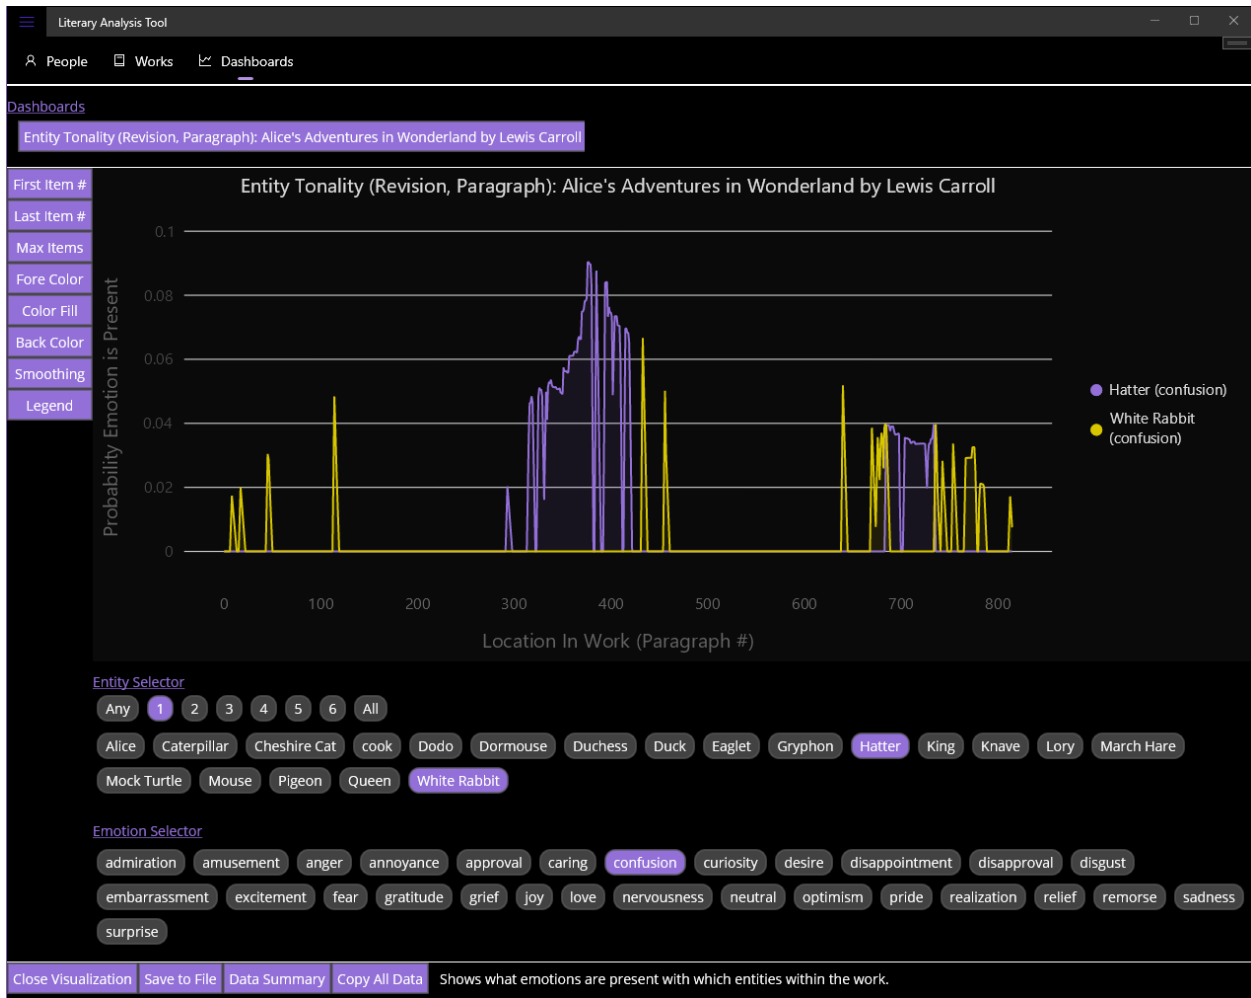 Literary Analysis Tool
People Works Dashboards
Dashboards
Entity Tonality (Revision, Paragraph): Alice's Adventures in Wonderland by Lewis Carroll
First Item #
Last Item #
Max Items
Fore Color
Color Fill
Back Color
Smoothing
Legend
Entity Tonality (Revision, Paragraph): Alice's Adventures in Wonderland by Lewis Carroll
Probability Emotion is Present
0.1
0.08
0.06
0.04
0.02
0
0 100 200 300 400 500 600 700 800
Location In Work (Paragraph #)
Hatter (confusion)
White Rabbit
(confusion)
Entity Selector
Any 1 2 3 4 5 6 All
Alice Caterpillar Cheshire Cat cook Dodo Dormouse Duchess Duck Eaglet Gryphon Hatter King Knave Lory March Hare
Mock Turtle Mouse Pigeon Queen White Rabbit
Emotion Selector
admiration amusement anger annoyance approval caring confusion curiosity desire disappointment disapproval disgust
embarrassment excitement fear gratitude grief joy love nervousness neutral optimism pride realization relief remorse sadness
surprise
Close Visualization Save to File Data Summary Copy All Data Shows what emotions are present with which entities within the work.